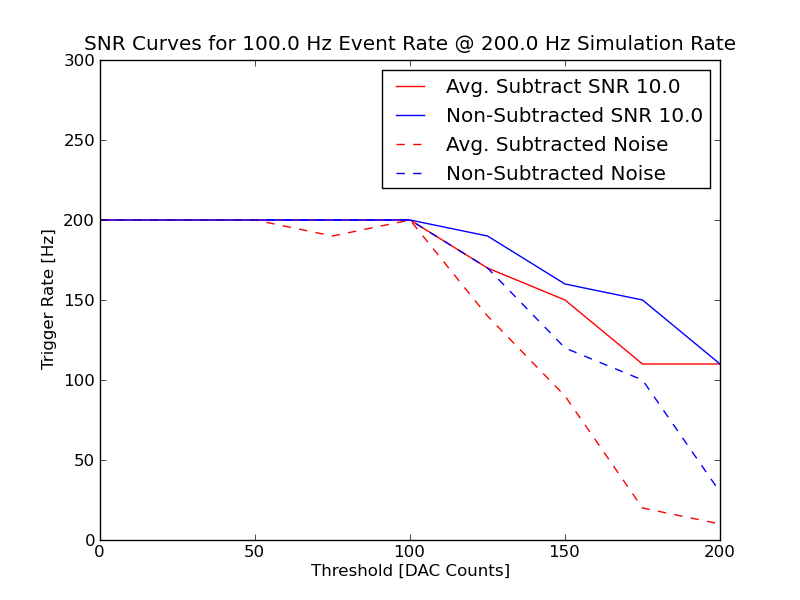 SNR Curves for 100.0 Hz Event Rate @ 200.0 Hz Simulation Rate
300
250
200
150
100
50
0
Trigger Rate [Hz]
Avg. Subtract SNR 10.0
Non-Subtracted SNR 10.0
Avg. Subtracted Noise
Non-Subtracted Noise
0 50 100 150 200
Threshold [DAC Counts]